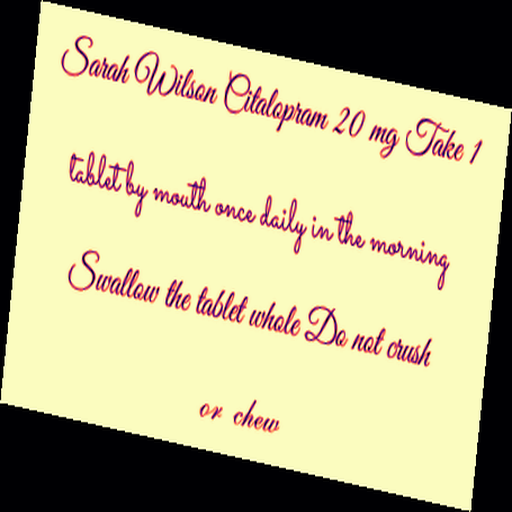 Sarah Wilson Citalopram 20 mg Take 1
tablet by mouth once daily in the morning
Swallow the tablet whole Do not crush
or chew